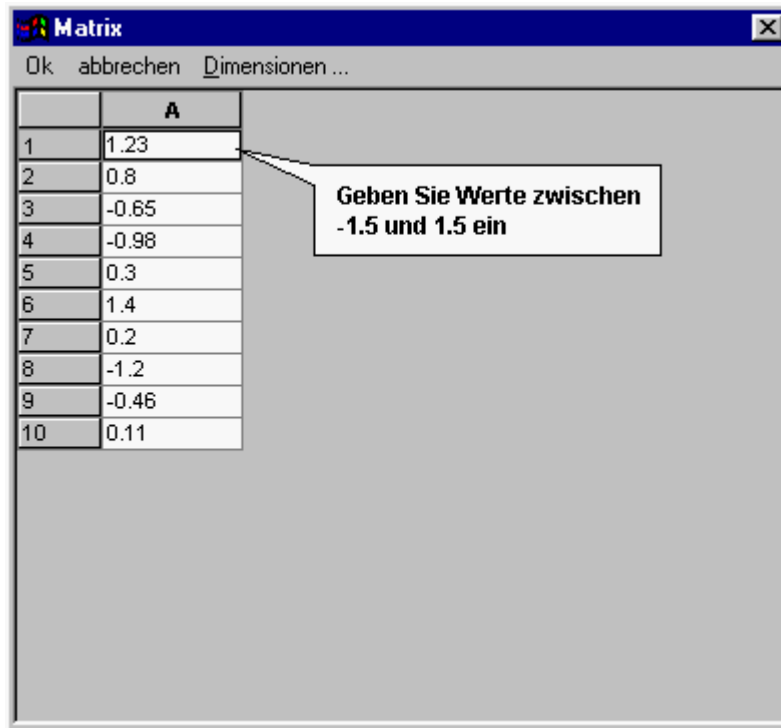 Matrix
Ok abbrechen Dimensionen ...
A
1 1.23
2 0.8
3 -0.65
4 -0.98
5 0.3
6 1.4
7 0.2
8 -1.2
9 -0.46
10 0.11
Geben Sie Werte zwischen
-1.5 und 1.5 ein